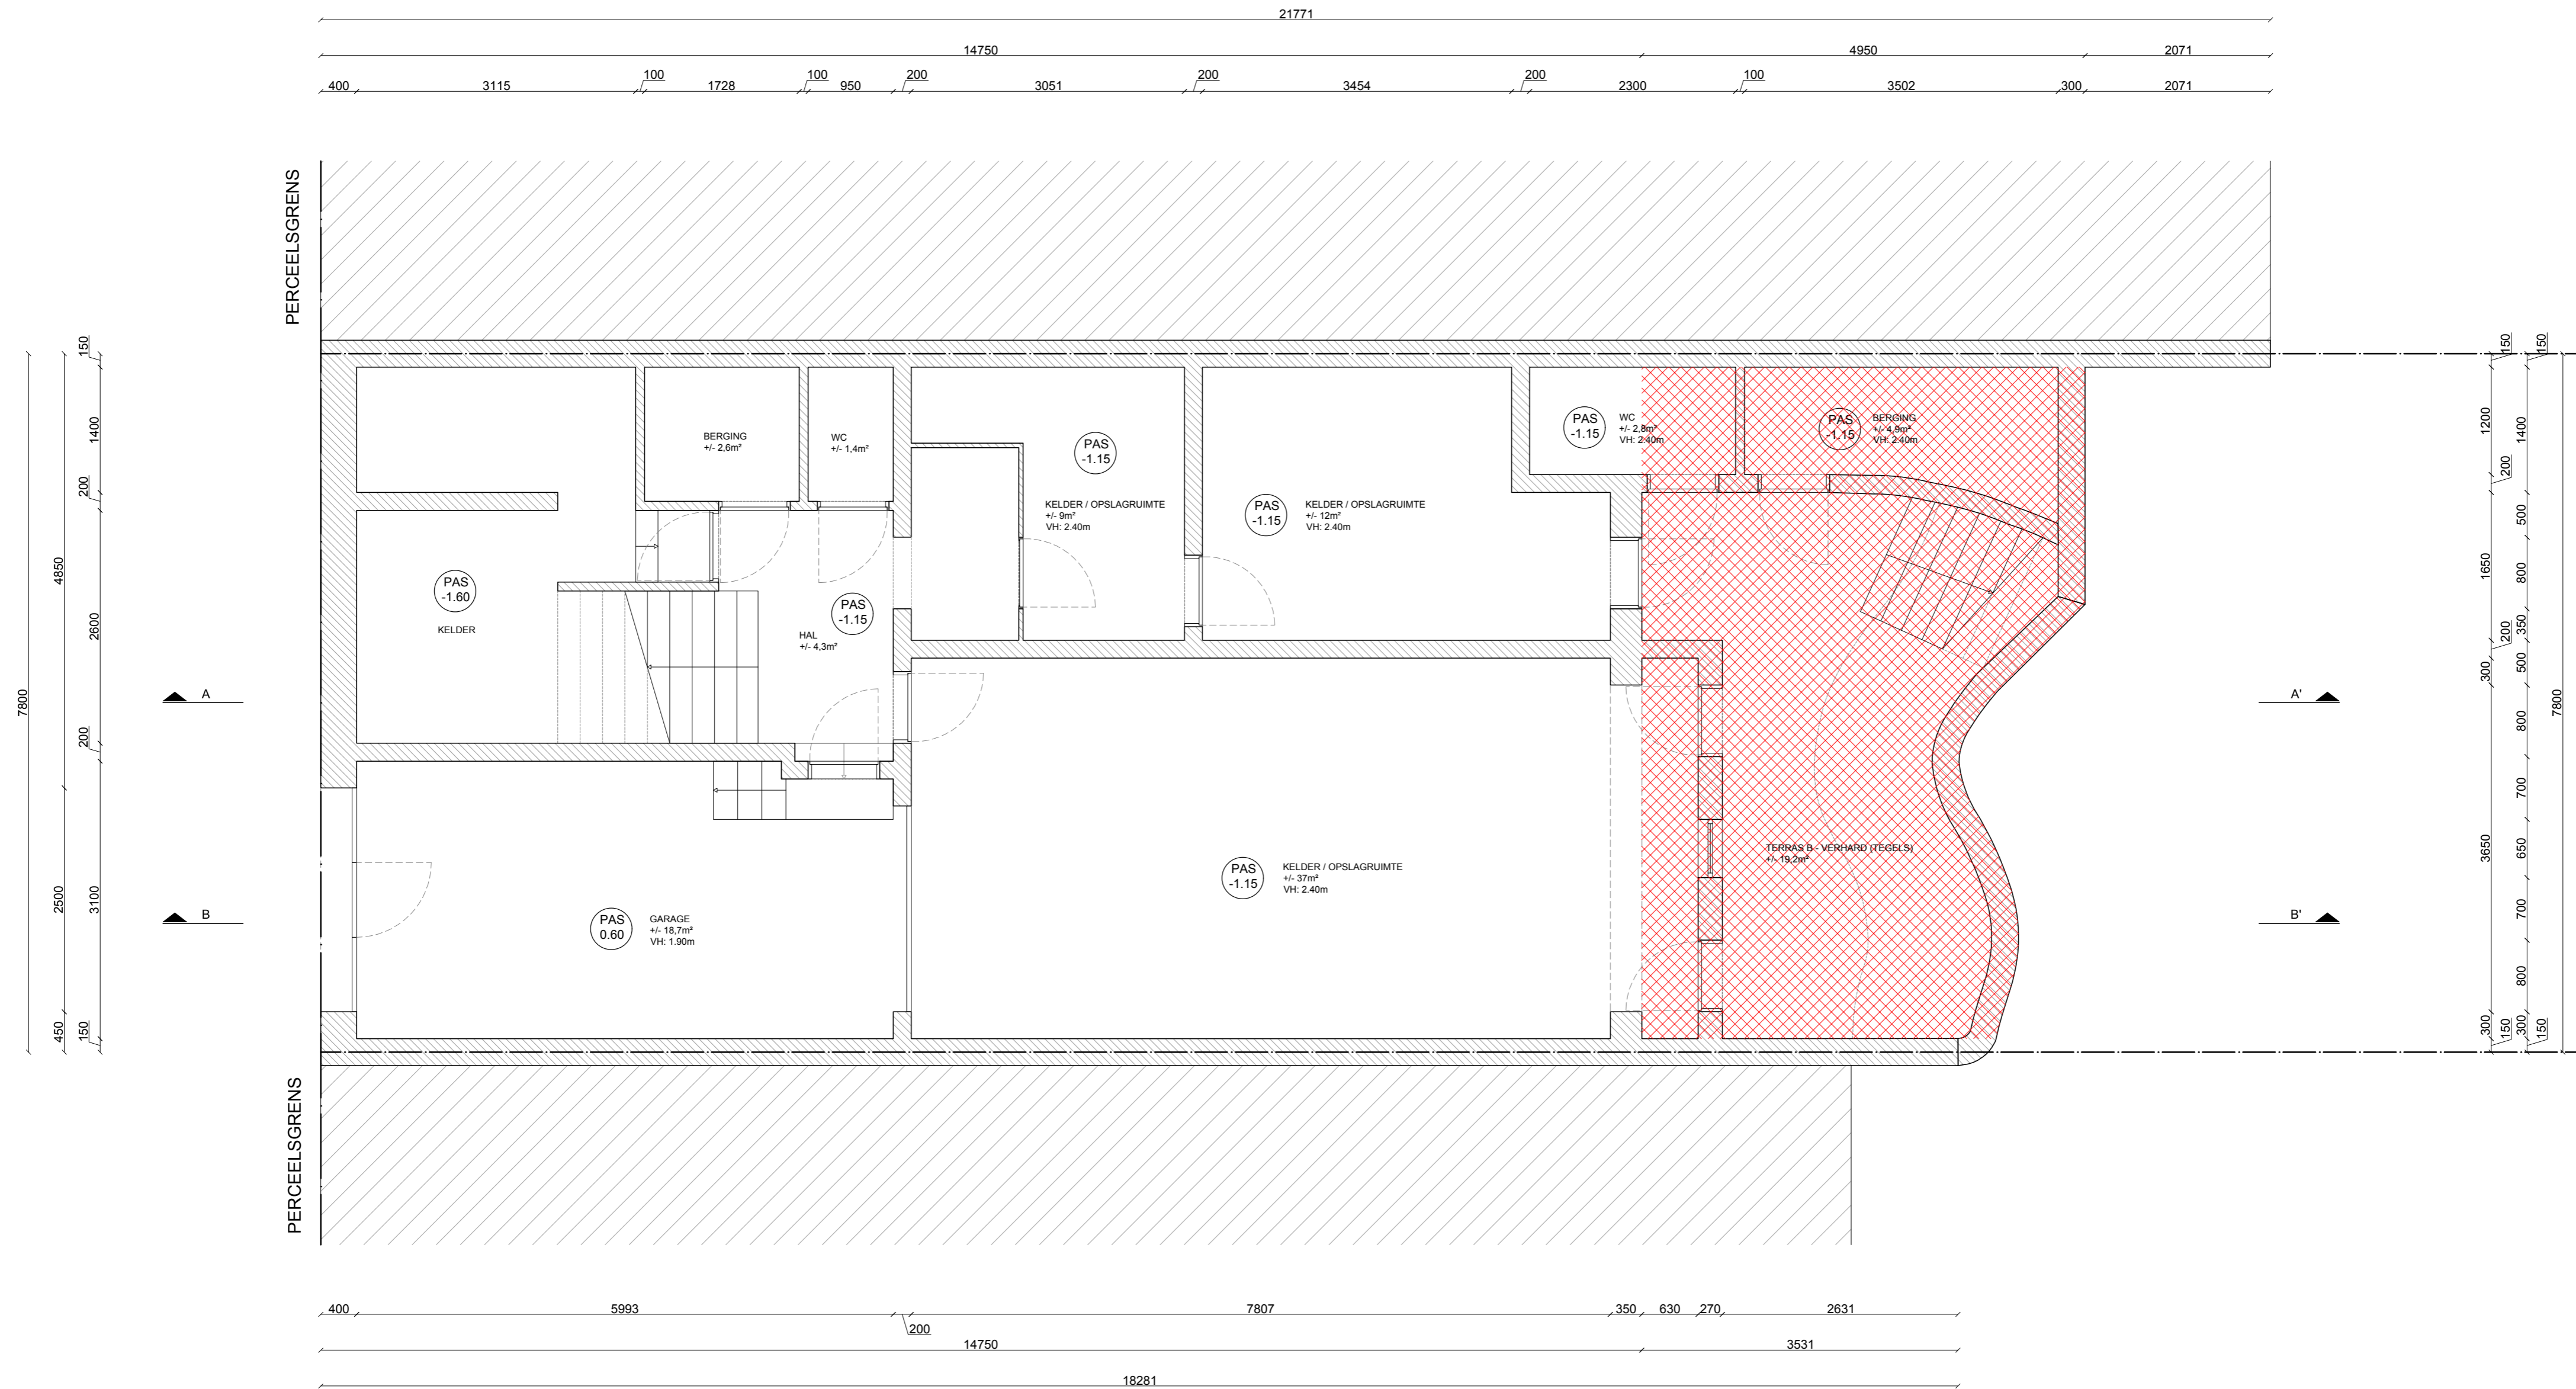 21771
14750
4950
2071
100
100
200
200
200
100
400
3115
1728
950
3051
3454
2300
3502
300
2071
PERCEELSGRENS
150
1400
200
2600
200
3100
150
4850
2500
450
7800
BERGING
+/- 2,6m²
WC
+/- 1,4m²
PAS
-1.15
KELDER / OPSLAGRUIMTE
+/- 9m²
VH: 2.40m
PAS
-1.15
KELDER / OPSLAGRUIMTE
+/- 12m²
VH: 2.40m
PAS
-1.15
WC
+/- 2,8m²
VH: 2.40m
PAS
-1.15
BERGING
+/- 4,9m²
VH: 2.40m
PAS
-1.60
KELDER
PAS
-1.15
HAL
+/- 4,3m²
A
A'
B
B'
PAS
0.60
GARAGE
+/- 18,7m²
VH: 1.90m
PAS
-1.15
KELDER / OPSLAGRUIMTE
+/- 37m²
VH: 2.40m
TERRAS B - VERHARD (TEGELS)
+/- 19,2m²
150
1200
200
1650
200
300
3650
300
150
150
1400
500
800
350
500
800
700
650
700
800
300
150
7800
PERCEELSGRENS
400
5993
200
7807
350
630
270
2631
14750
3531
18281